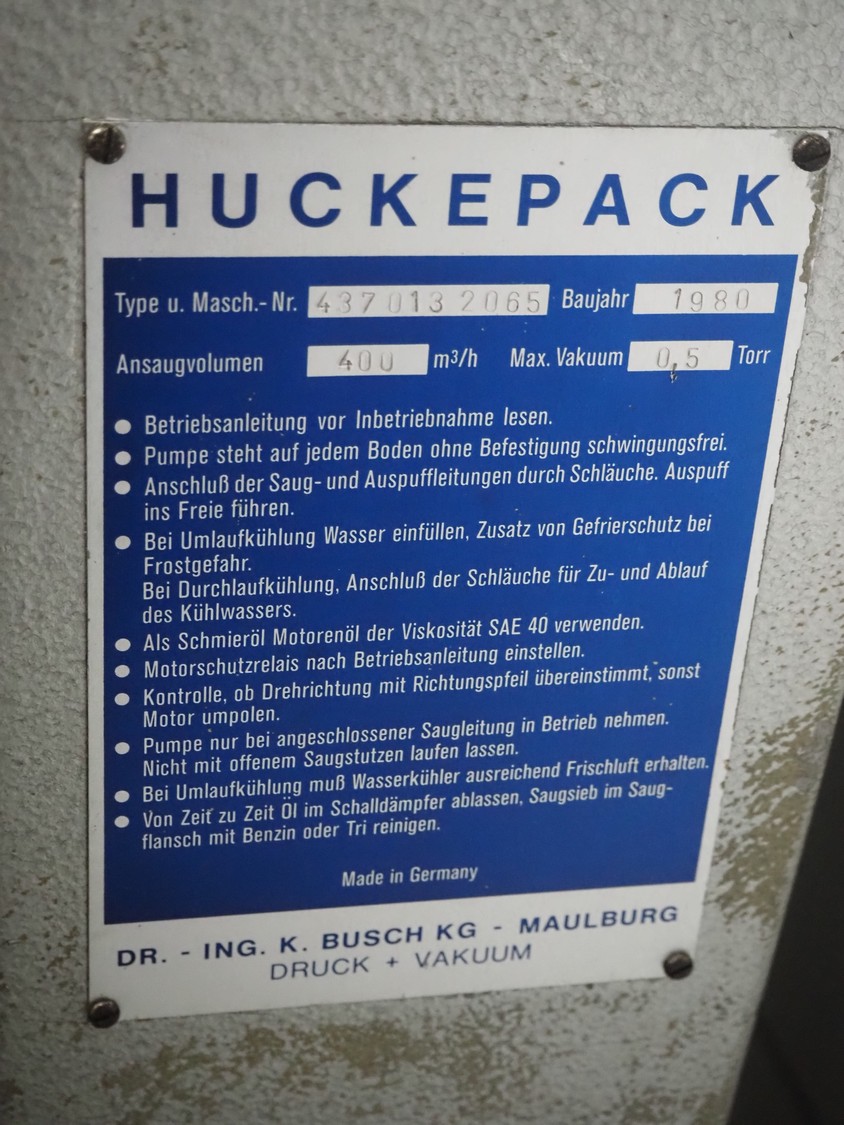 HUCKEPACK
Type u. Masch.-Nr. 437 013 2065 Baujahr 1980
Ansaugvolumen 400 m³/h Max. Vakuum 0,5 Torr
● Betriebsanleitung vor Inbetriebnahme lesen.
● Pumpe steht auf jedem Boden ohne Befestigung schwingungsfrei.
● Anschluß der Saug- und Auspuffleitungen durch Schläuche. Auspuff
ins Freie führen.
● Bei Umlaufkühlung Wasser einfüllen, Zusatz von Gefrierschutz bei
Frostgefahr.
Bei Durchlaufkühlung, Anschluß der Schläuche für Zu- und Ablauf
des Kühlwassers.
● Als Schmieröl Motorenöl der Viskosität SAE 40 verwenden.
● Motorschutzrelais nach Betriebsanleitung einstellen.
● Kontrolle, ob Drehrichtung mit Richtungspfeil übereinstimmt, sonst
Motor umpolen.
● Pumpe nur bei angeschlossener Saugleitung in Betrieb nehmen.
Nicht mit offenem Saugstutzen laufen lassen.
● Bei Umlaufkühlung muß Wasserkühler ausreichend Frischluft erhalten.
● Von Zeit zu Zeit Öl im Schalldämpfer ablassen, Saugsieb im Saug-
flansch mit Benzin oder Tri reinigen.
Made in Germany
DR. - ING. K. BUSCH KG - MAULBURG
DRUCK + VAKUUM